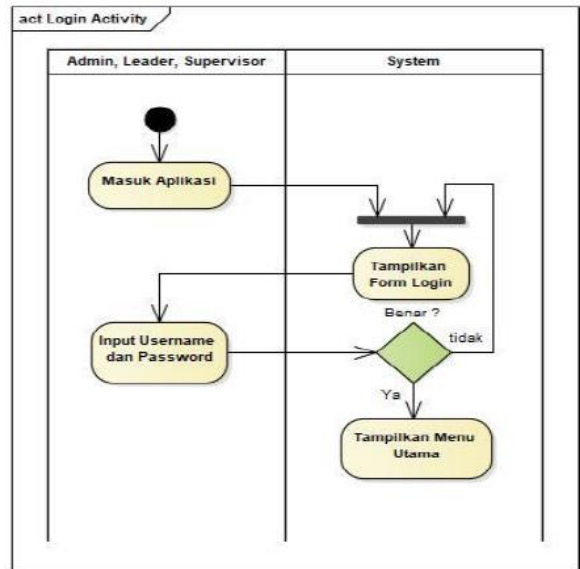 act Login Activity
Admin, Leader, Supervisor
System
Masuk Aplikasi
Tampilkan
Form Login
Input Username
dan Password
Benar ?
tidak
Ya
Tampilkan Menu
Utama